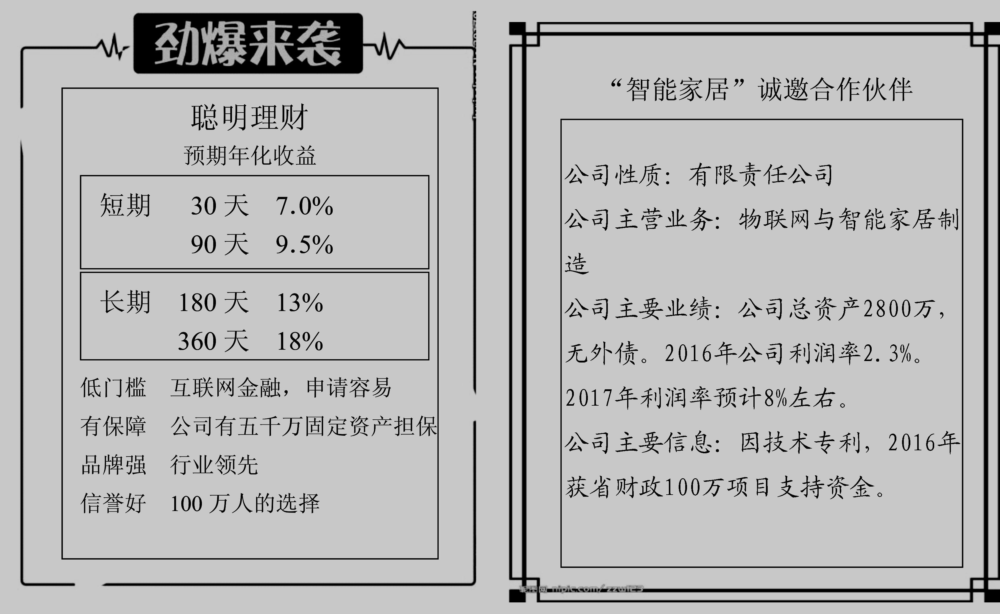 劲爆来袭
聪明理财
预期年化收益
短期 30 天 7.0%
90 天 9.5%
长期 180 天 13%
360 天 18%
低门槛 互联网金融，申请容易
有保障 公司有五千万固定资产担保
品牌强 行业领先
信誉好 100 万人的选择
“智能家居”诚邀合作伙伴
公司性质：有限责任公司
公司主营业务：物联网与智能家居制
造
公司主要业绩：公司总资产2800万，
无外债。2016年公司利润率2.3%。
2017年利润率预计8%左右。
公司主要信息：因技术专利，2016年
获省财政100万项目支持资金。
昵图网 nipic.com/zzwl23